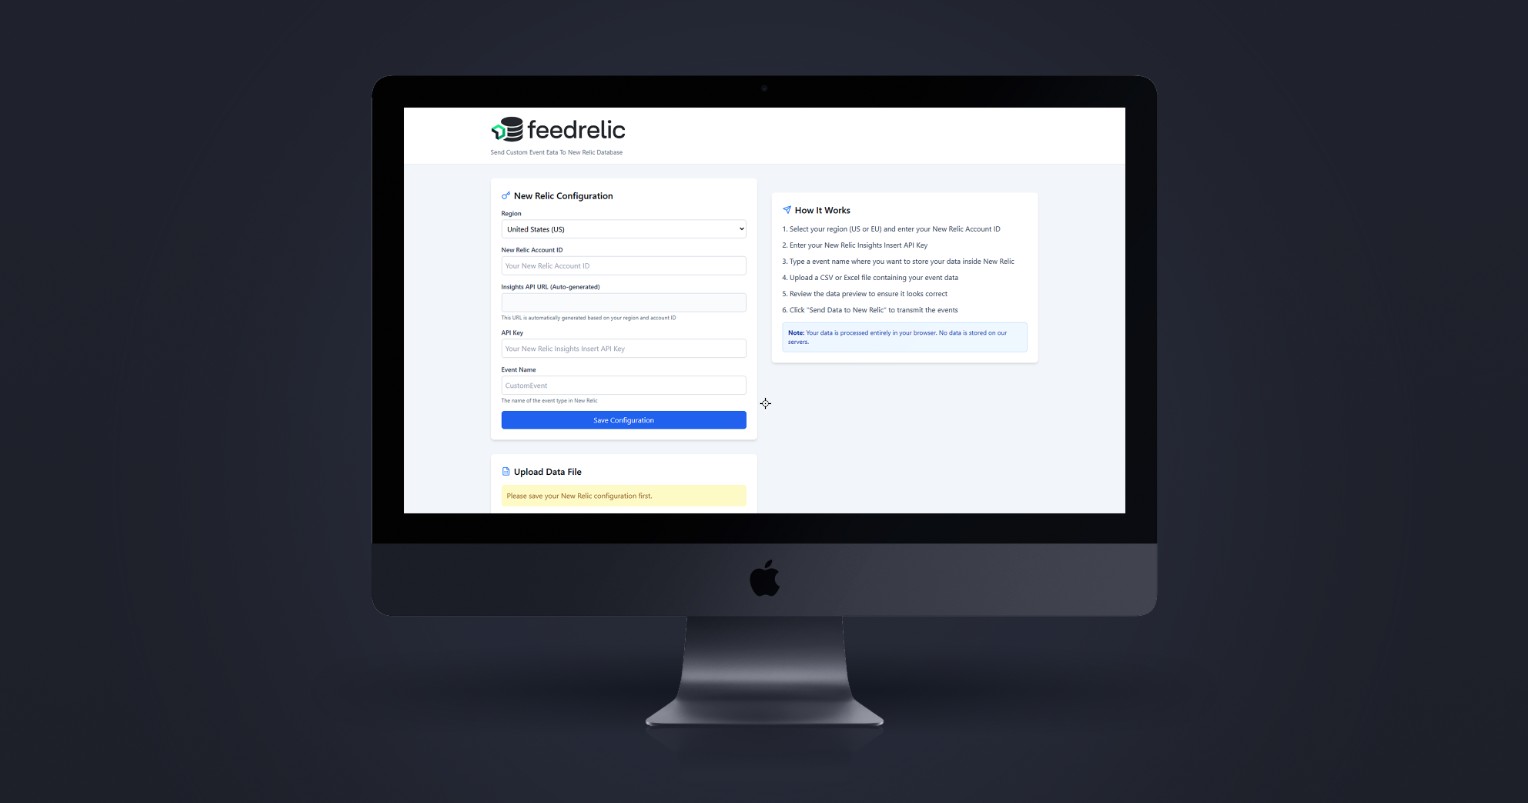 feedrelic
Send Custom Event Eata To New Relic Database
New Relic Configuration
Region
United States (US)
New Relic Account ID
Your New Relic Account ID
Insights API URL (Auto-generated)
This URL is automatically generated based on your region and account ID
API Key
Your New Relic Insights Insert API Key
Event Name
CustomEvent
The name of the event type in New Relic
Save Configuration
Upload Data File
Please save your New Relic configuration first.
How It Works
1. Select your region (US or EU) and enter your New Relic Account ID
2. Enter your New Relic Insights Insert API Key
3. Type a event name where you want to store your data inside New Relic
4. Upload a CSV or Excel file containing your event data
5. Review the data preview to ensure it looks correct
6. Click "Send Data to New Relic" to transmit the events
Note: Your data is processed entirely in your browser. No data is stored on our
servers.